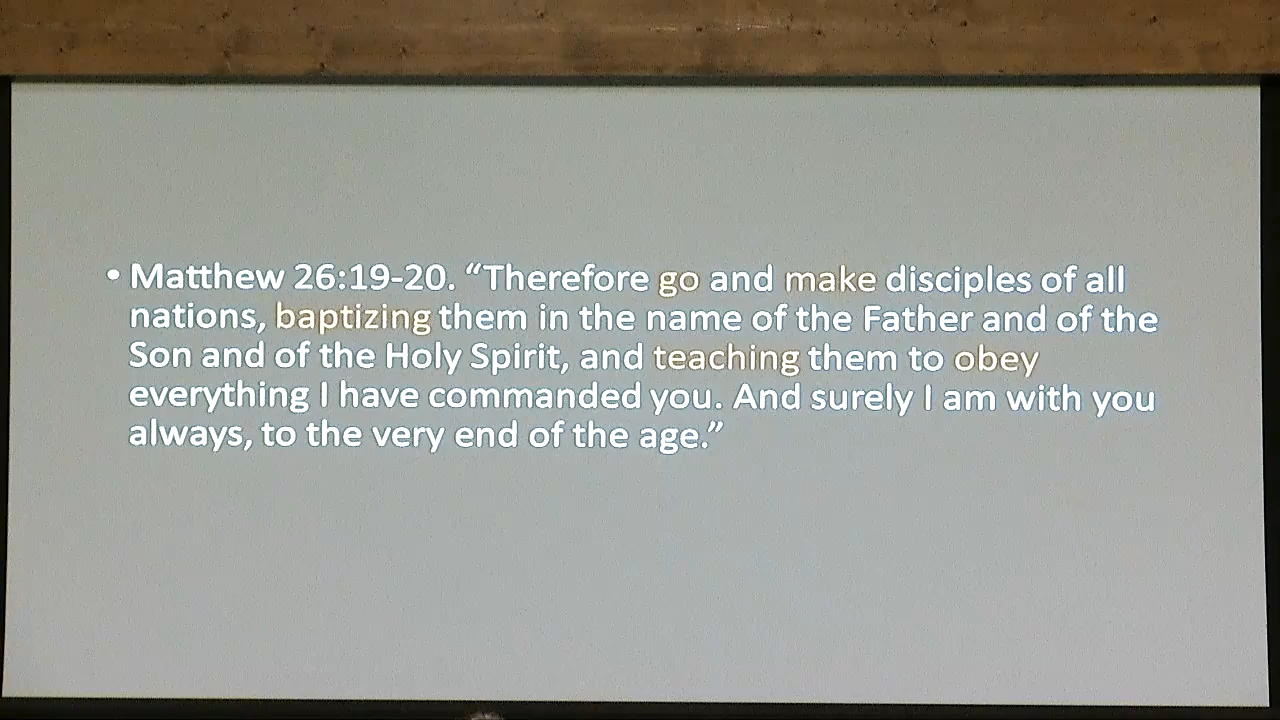 • Matthew 26:19-20. “Therefore go and make disciples of all
nations, baptizing them in the name of the Father and of the
Son and of the Holy Spirit, and teaching them to obey
everything I have commanded you. And surely I am with you
always, to the very end of the age.”